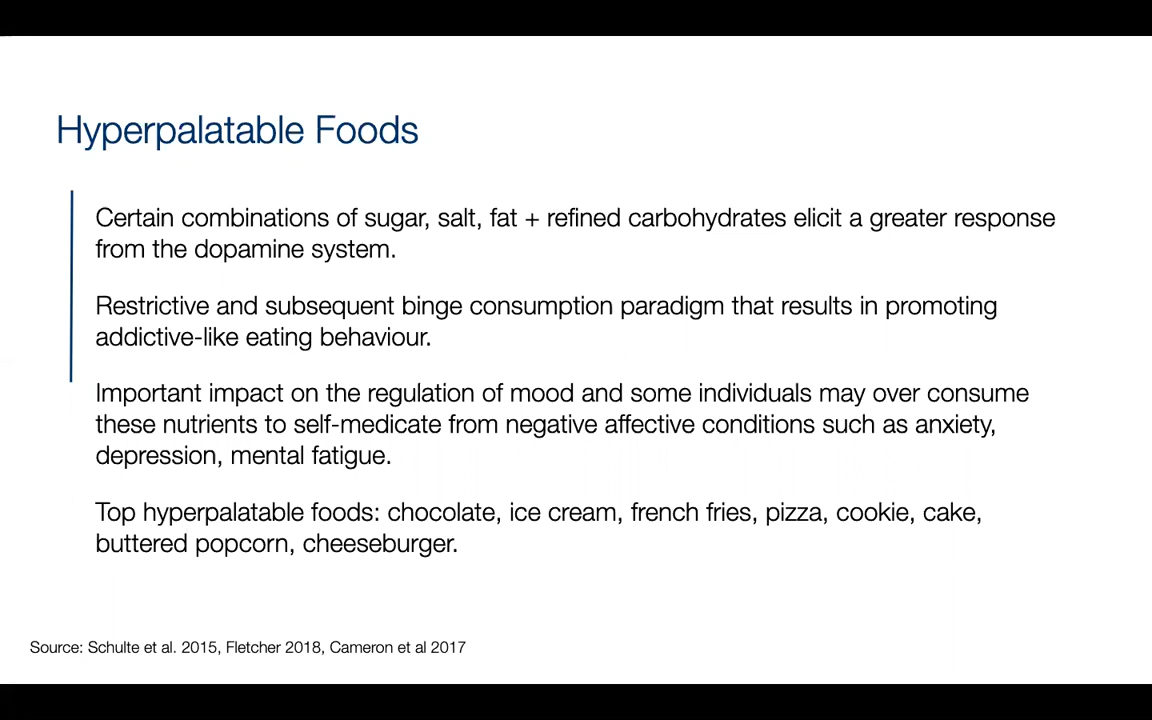 Hyperpalatable Foods
Certain combinations of sugar, salt, fat + refined carbohydrates elicit a greater response
from the dopamine system.
Restrictive and subsequent binge consumption paradigm that results in promoting
addictive-like eating behaviour.
Important impact on the regulation of mood and some individuals may over consume
these nutrients to self-medicate from negative affective conditions such as anxiety,
depression, mental fatigue.
Top hyperpalatable foods: chocolate, ice cream, french fries, pizza, cookie, cake,
buttered popcorn, cheeseburger.
Source: Schulte et al. 2015, Fletcher 2018, Cameron et al 2017